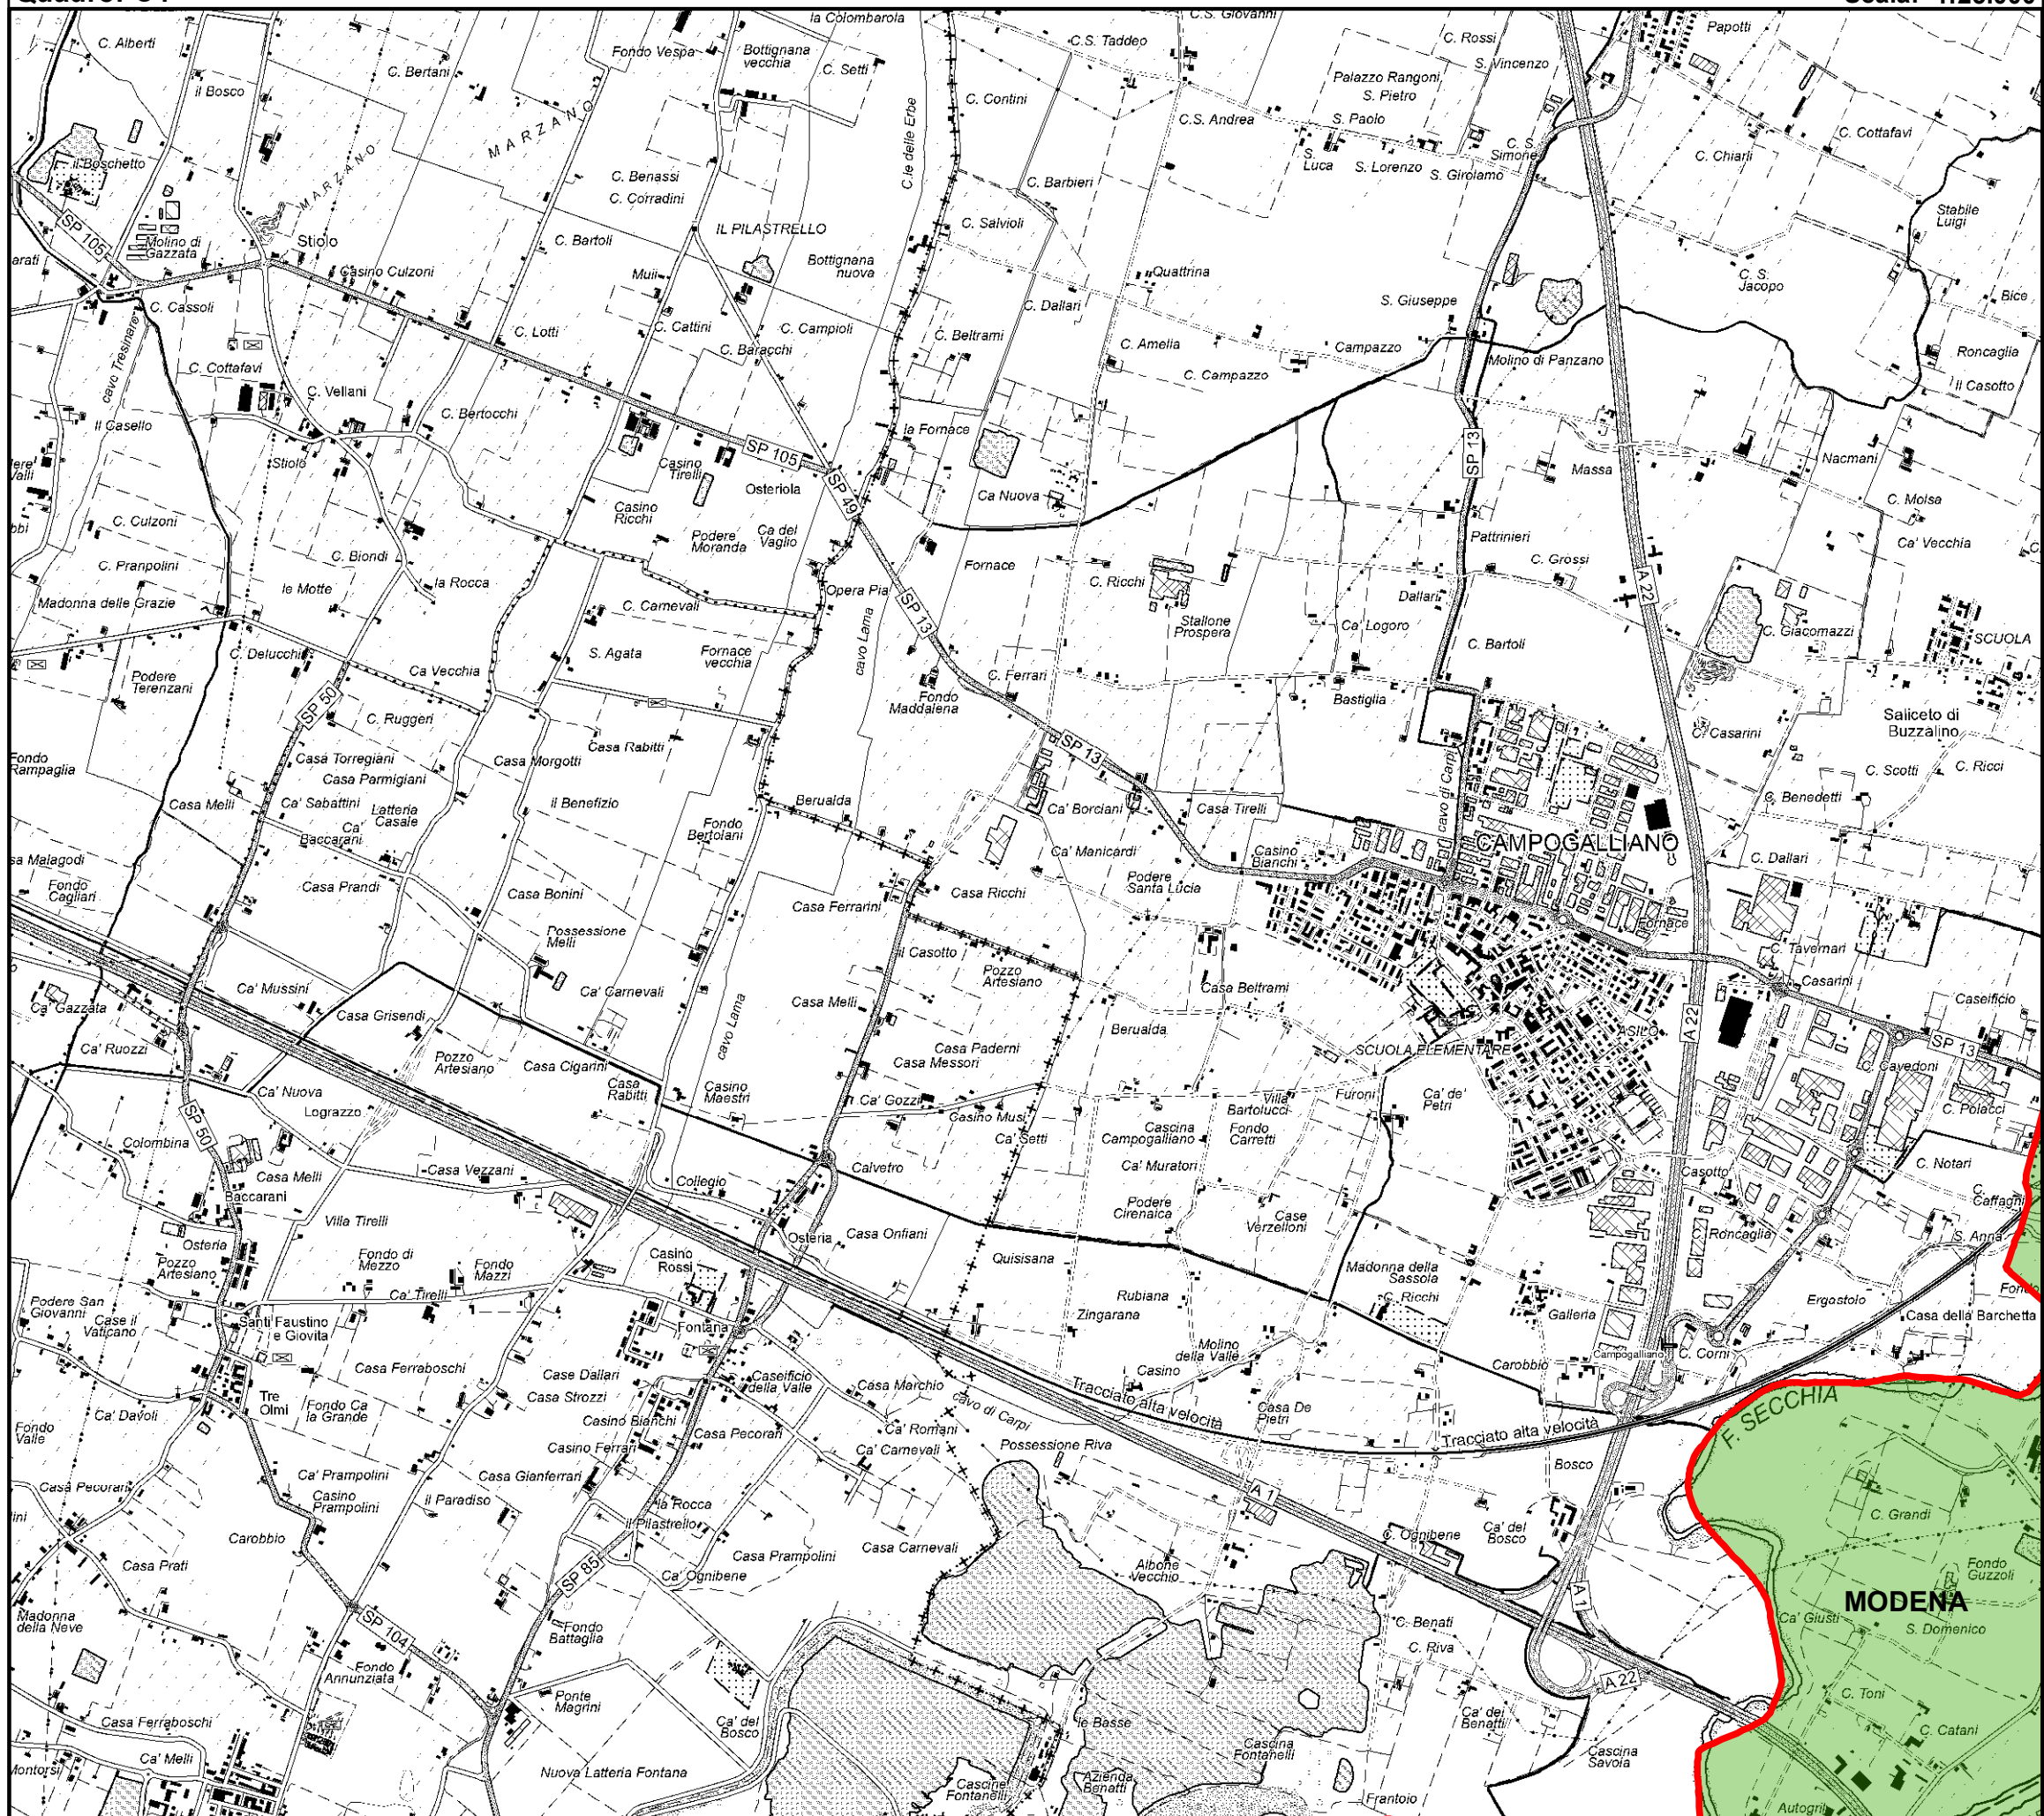 C. Alberti
il Bosco
C. Bertani
MARZANO
MARZANO
Fondo Vespa
Bottignana
vecchia
la Colombarola
C. Setti
C.S. Taddeo
C.S. Giovanni
C. Rossi
S. Vincenzo
Papotti
Palazzo Rangoni
S. Pietro
C. Contini
C.le delle Erbe
C.S. Andrea
S. Paolo
S.
Luca
S. Lorenzo
S. Girolamo
C. S.
Simone
C. Chiarli
C. Cottafavi
il Boschetto
SP 105
Molino di
Gazzata
Stiolo
C. Benassi
C. Corradini
C. Bartoli
IL PILASTRELLO
Bottignana
nuova
C. Barbieri
C. Salvioli
Stabile
Luigi
Casino Culzoni
Muii
Quattrina
C. S.
Jacopo
Bice
C. Cassoli
cavo Tresinaro
C. Lotti
C. Cattini
C. Campioli
C. Baracchi
C. Beltrami
C. Dallari
S. Giuseppe
C. Amelia
Campazzo
Molino di Panzano
Roncaglia
C. Cottafavi
C. Vellani
C. Campazzo
il Casotto
Il Casello
C. Bertocchi
la Fornace
SP 13
Stiolo
Casino
Tirelli
SP 105
Osteriola
SP 49
Massa
Nacmani
Casino
Ricchi
Ca Nuova
C. Molsa
C. Culzoni
Podere
Moranda
Ca del
Vaglio
Pattrinieri
Ca' Vecchia
C. Biondi
C. Pranpolini
le Motte
la Rocca
Opera Pia
Fornace
C. Ricchi
C. Grossi
A 22
Madonna delle Grazie
C. Carnevali
SP 13
Dallari
cavo Lama
Stallone
Prospera
Ca' Logoro
C. Giacomazzi
SCUOLA
C. Delucchi
S. Agata
Fornace
vecchia
C. Bartoli
Podere
Terenzani
Ca Vecchia
C. Ferrari
Fondo
Maddalena
Bastiglia
SP 50
C. Ruggeri
Saliceto di
Buzzalino
Casa Rabitti
SP 13
C. Casarini
Fondo
Rampaglia
Casa Torregiani
Casa Parmigiani
Casa Morgotti
C. Scotti
C. Ricci
Casa Melli
Ca' Sabattini
Latteria
Casale
il Benefizio
Berualda
Ca' Borciani
Casa Tirelli
cavo di Carpi
C. Benedetti
Ca'
Baccarani
Fondo
Bertolani
Ca' Manicardi
Casino
Bianchi
CAMPOGALLIANO
C. Dallari
Fondo
Cagliari
Casa Prandi
Casa Bonini
Casa Ferrarini
Casa Ricchi
Podere
Santa Lucia
Possessione
Melli
Fornace
il Casotto
Pozzo
Artesiano
C. Tavernari
Casarini
Ca' Gazzata
Ca' Mussini
Ca' Carnevali
Casa Melli
Casa Beltrami
Caseificio
Casa Grisendi
cavo Lama
Berualda
ASILO
A 22
Ca' Ruozzi
Pozzo
Artesiano
Casa Cigarini
Casa Paderni
Casa Messori
SCUOLA ELEMENTARE
SP 13
C. Cavedoni
Ca' Nuova
Lograzzo
Casa
Rabitti
Casino
Maestri
Ca' Gozzi
Casino Musi
Villa
Bartolucci
Furoni
Ca' de'
Petri
C. Polacci
SP 50
Colombina
Ca' Setti
Cascina
Campogalliano
Fondo
Carretti
Casa Melli
Casa Vezzani
Calvetro
Ca' Muratori
Casotto
C. Notari
Baccarani
Collegio
C.
Caffagni
Villa Tirelli
Podere
Cirenaica
Case
Verzelloni
Osteria
Fondo di
Mezzo
Osteria
Casa Onfiani
C. Roncaglia
S. Anna
Pozzo
Artesiano
Fondo
Mazzi
Casino
Rossi
Quisisana
Madonna della
Sassola
Ca' Tirelli
Rubiana
C. Ricchi
Ergastolo
Podere San
Giovanni
Case il
Vaticano
Santi Faustino
e Giovita
Fontana
Zingarana
Galleria
Casa della Barchetta
Casa Ferraboschi
Case Dallari
Caseificio
della Valle
Molino
della Valle
Campogalliano
C. Corni
Carobbio
Tre
Olmi
Fondo Ca
la Grande
Casa Strozzi
Casa Marchio
Casino
Tracciato alta velocità
Ca' Davoli
Casino Bianchi
cavo di Carpi
Casa De
Pietri
F. SECCHIA
Fondo
Valle
Casino Ferrari
Casa Pecorari
Ca' Romani
Ca' Carnevali
Possessione Riva
Tracciato alta velocità
Ca' Prampolini
Casa Gianferrari
Bosco
Casa Pecorari
Casino
Prampolini
il Paradiso
la Rocca
il Pilastrello
A 1
C. Grandi
Carobbio
Casa Prampolini
Casa Carnevali
C. Ognibene
Ca' del
Bosco
Casa Prati
SP 85
Ca' Ognibene
Albone
Vecchio
Fondo
Guzzoli
A 1
MODENA
Madonna
della Neve
SP 104
Fondo
Battaglia
C. Benati
Ca' Giusti
S. Domenico
C. Riva
Fondo
Annunziata
A 22
Ponte
Magrini
C. Toni
Casa Ferraboschi
Ca' del
Bosco
le Basse
Ca' dei
Benatti
C. Catani
Ca' Melli
Cascina
Fontanelli
Cascina
Savoia
Montorsi
Nuova Latteria Fontana
Cascine
Fontanelli
Azienda
Benatti
Frantoio
Autogril